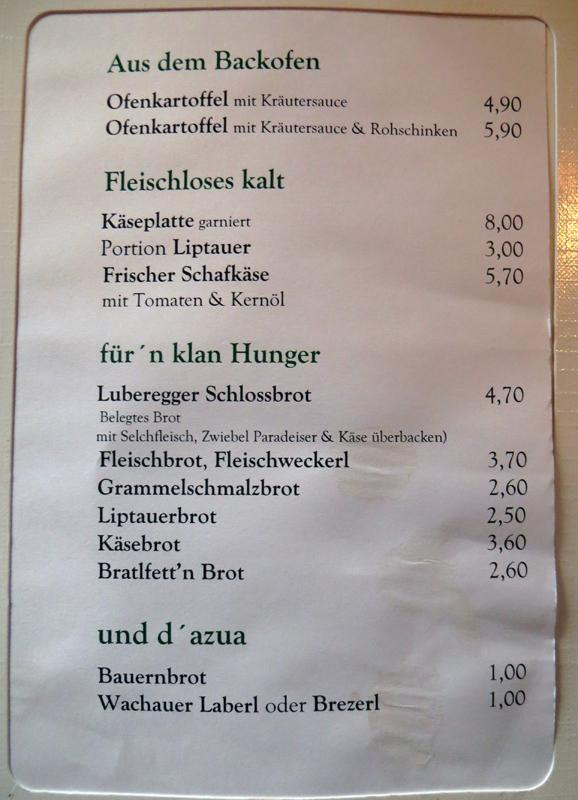 Aus dem Backofen
Ofenkartoffel mit Kräutersauce 4,90
Ofenkartoffel mit Kräutersauce & Rohschinken 5,90
Fleischloses kalt
Käseplatte garniert 8,00
Portion Liptauer 3,00
Frischer Schafkäse 5,70
mit Tomaten & Kernöl
für´n klan Hunger
Luberegger Schlossbrot 4,70
Belegtes Brot
mit Selchfleisch, Zwiebel Paradeiser & Käse überbacken)
Fleischbrot, Fleischweckerl 3,70
Grammelschmalzbrot 2,60
Liptauerbrot 2,50
Käsebrot 3,60
Bratlfett'n Brot 2,60
und d´azua
Bauernbrot 1,00
Wachauer Laberl oder Brezerl 1,00